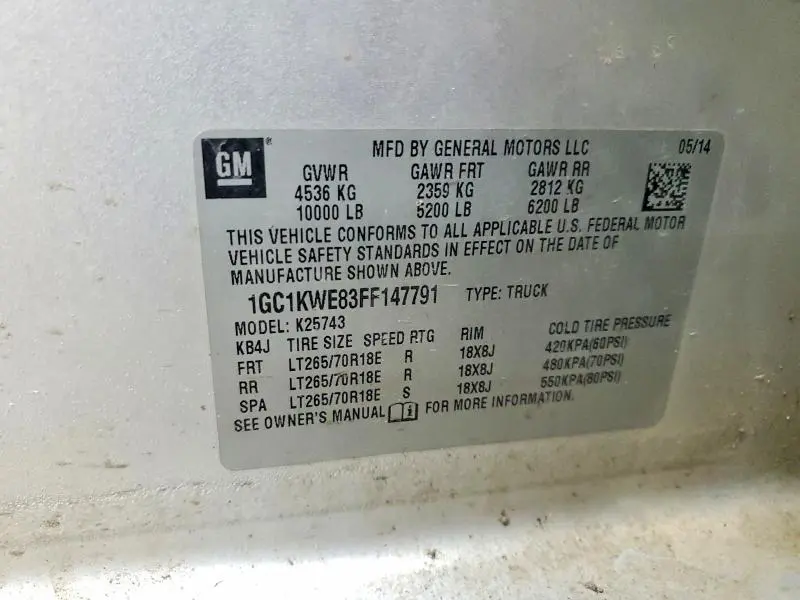 GM® MFD BY GENERAL MOTORS LLC 05/14
GVWR GAWR FRT GAWR RR
4536 KG 2359 KG 2812 KG
10000 LB 5200 LB 6200 LB
THIS VEHICLE CONFORMS TO ALL APPLICABLE U.S. FEDERAL MOTOR
VEHICLE SAFETY STANDARDS IN EFFECT ON THE DATE OF
MANUFACTURE SHOWN ABOVE.
1GC1KWE83FF147791 TYPE: TRUCK
MODEL: K25743
KB4J TIRE SIZE SPEED RTG RIM COLD TIRE PRESSURE
FRT LT265/70R18E R 18X8J 420KPA(60PSI)
RR LT265/70R18E R 18X8J 480KPA(70PSI)
SPA LT265/70R18E S 18X8J 550KPA(80PSI)
SEE OWNER'S MANUAL FOR MORE INFORMATION.